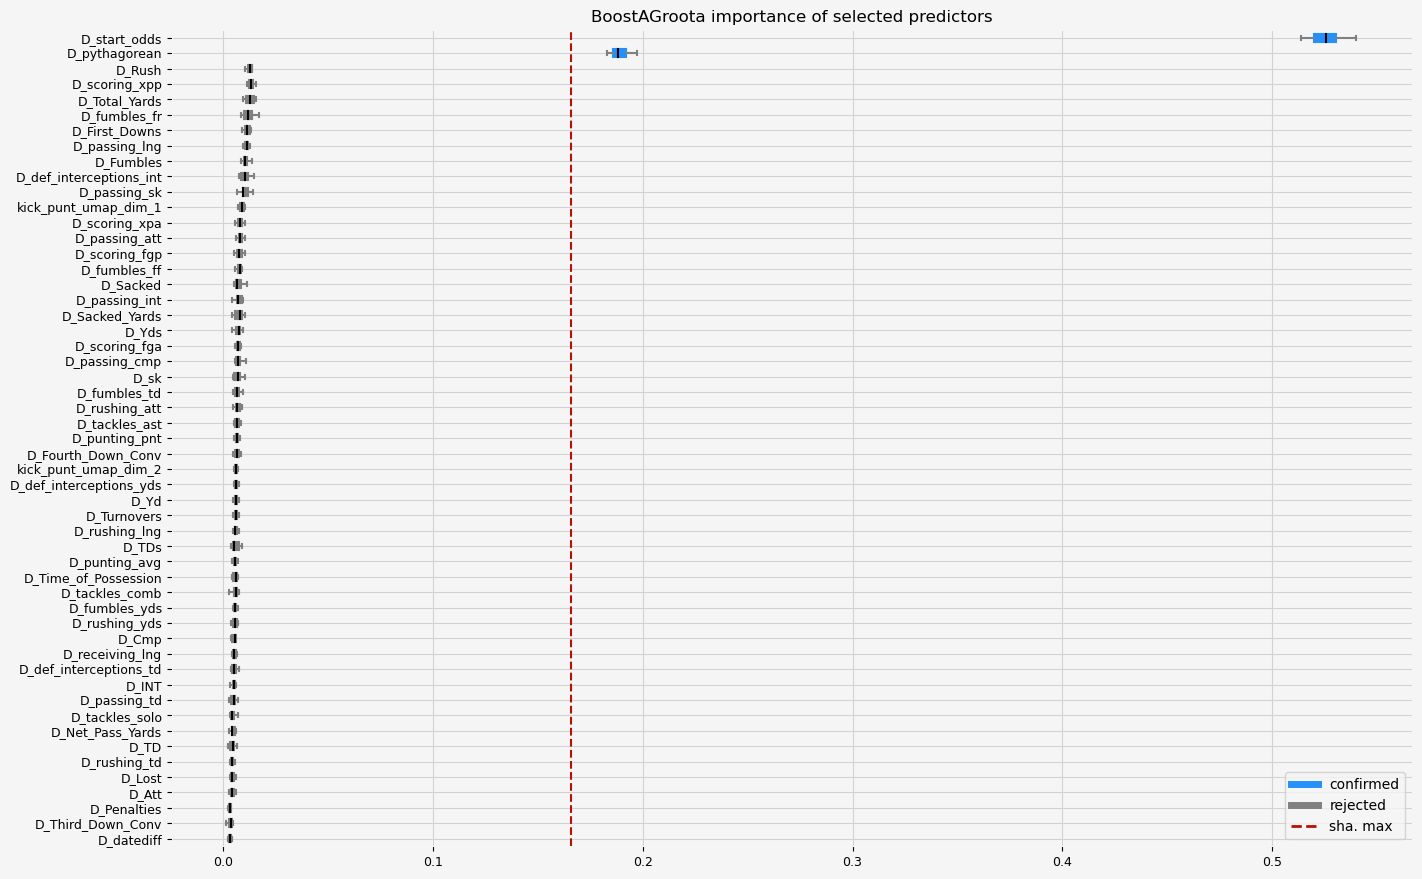 BoostAGroota importance of selected predictors
D_start_odds
D_pythagorean
D_Rush
D_scoring_xpp
D_Total_Yards
D_fumbles_fr
D_First_Downs
D_passing_lng
D_Fumbles
D_def_interceptions_int
D_passing_sk
kick_punt_umap_dim_1
D_scoring_xpa
D_passing_att
D_scoring_fgp
D_fumbles_ff
D_Sacked
D_passing_int
D_Sacked_Yards
D_Yds
D_scoring_fga
D_passing_cmp
D_sk
D_fumbles_td
D_rushing_att
D_tackles_ast
D_punting_pnt
D_Fourth_Down_Conv
kick_punt_umap_dim_2
D_def_interceptions_yds
D_Yd
D_Turnovers
D_rushing_lng
D_TDs
D_punting_avg
D_Time_of_Possession
D_tackles_comb
D_fumbles_yds
D_rushing_yds
D_Cmp
D_receiving_lng
D_def_interceptions_td
D_INT
D_passing_td
D_tackles_solo
D_Net_Pass_Yards
D_TD
D_rushing_td
D_Lost
D_Att
D_Penalties
D_Third_Down_Conv
D_datediff
confirmed
rejected
sha. max
0.0 0.1 0.2 0.3 0.4 0.5